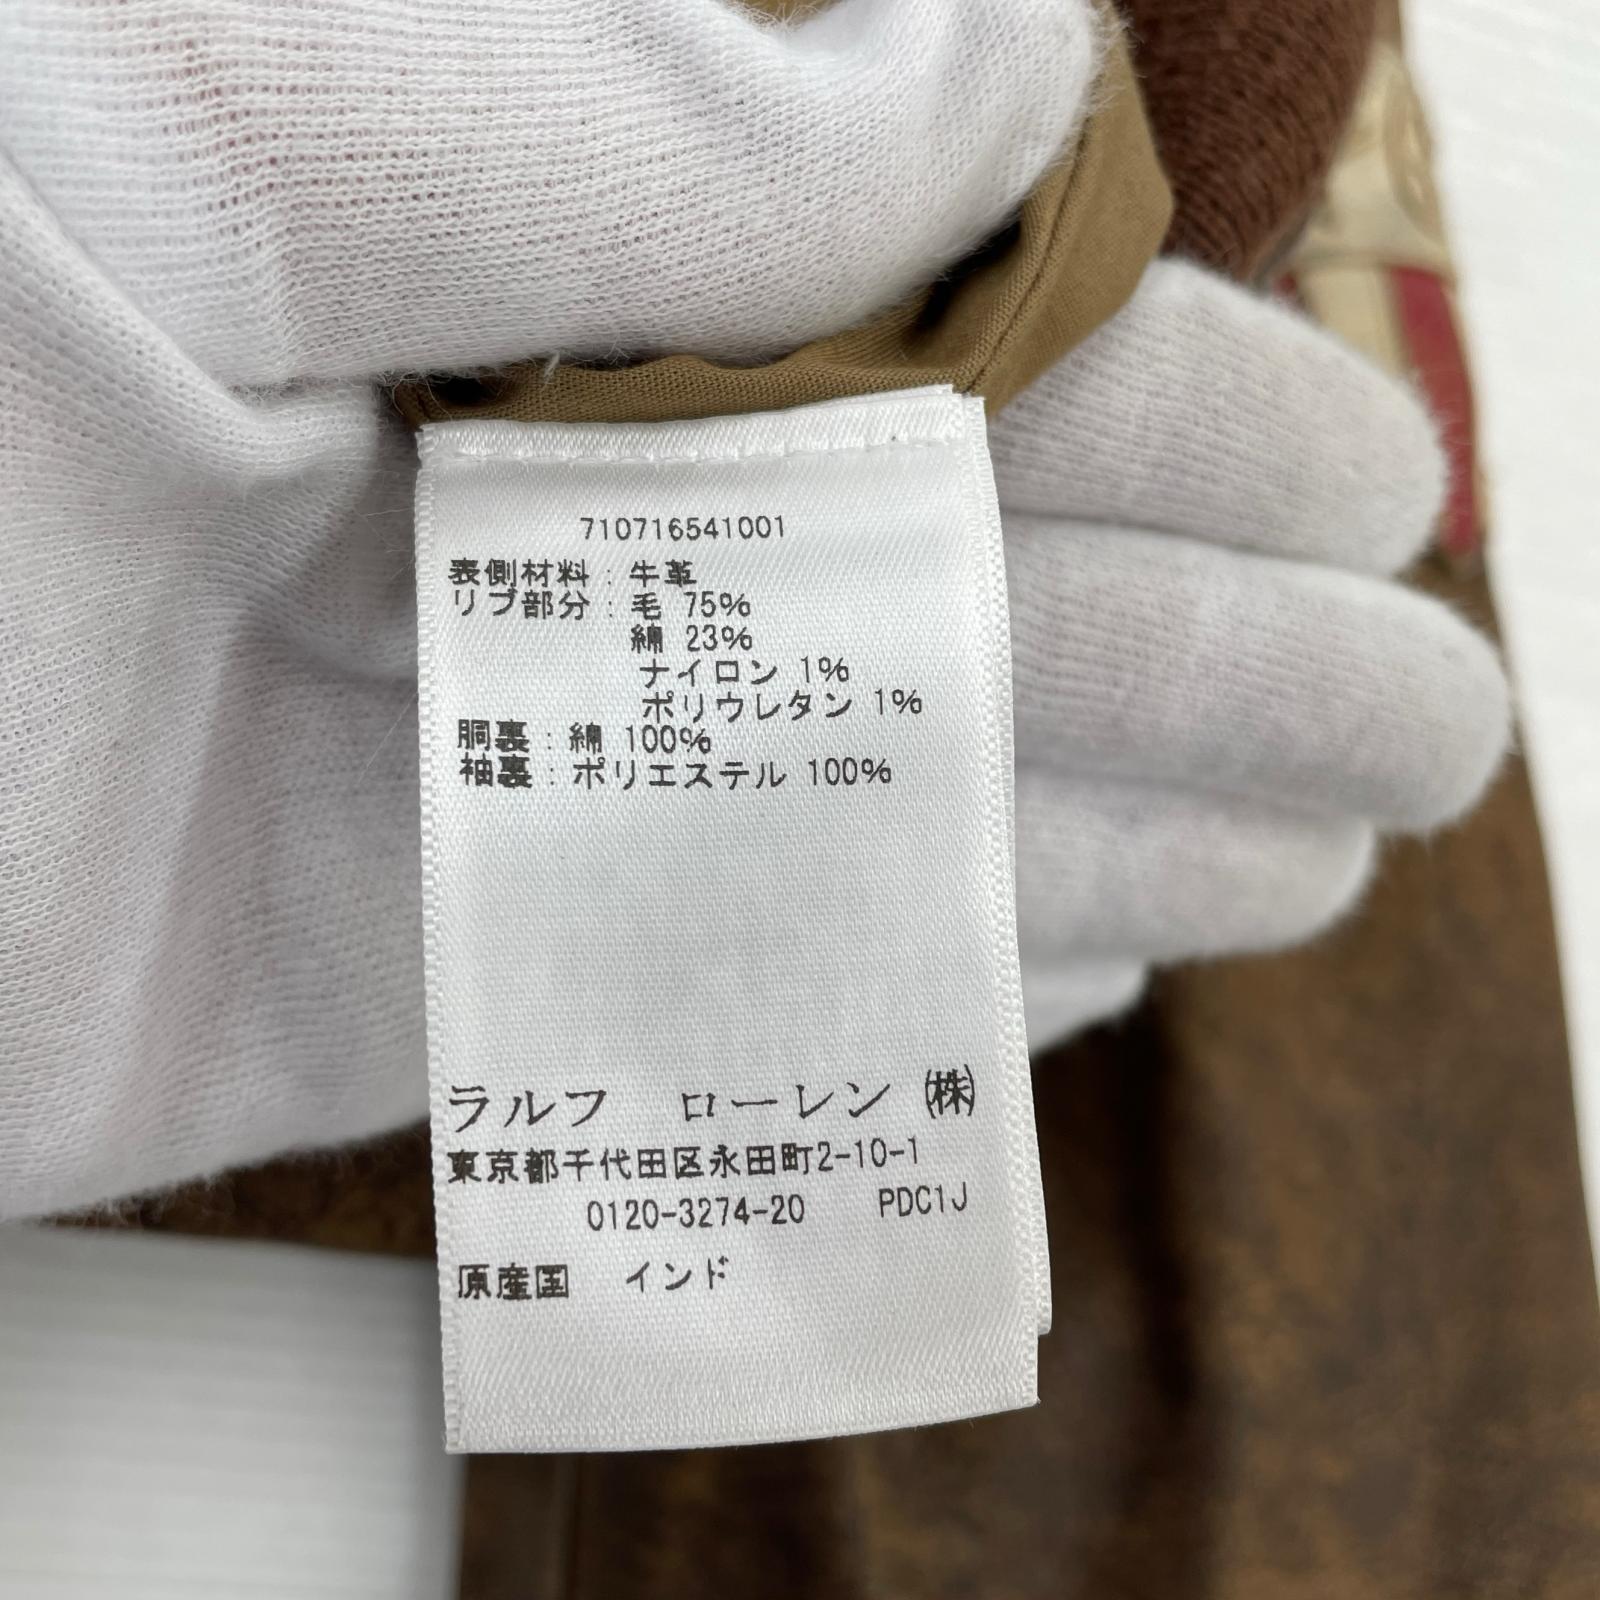 710716541001
表側材料：牛革
リブ部分：毛 75%
綿 23%
ナイロン 1%
ポリウレタン 1%
胴裏：綿 100%
袖裏：ポリエステル 100%
ラルフ ローレン㈱
東京都千代田区永田町2-10-1
0120-3274-20 PDC1J
原産国 インド